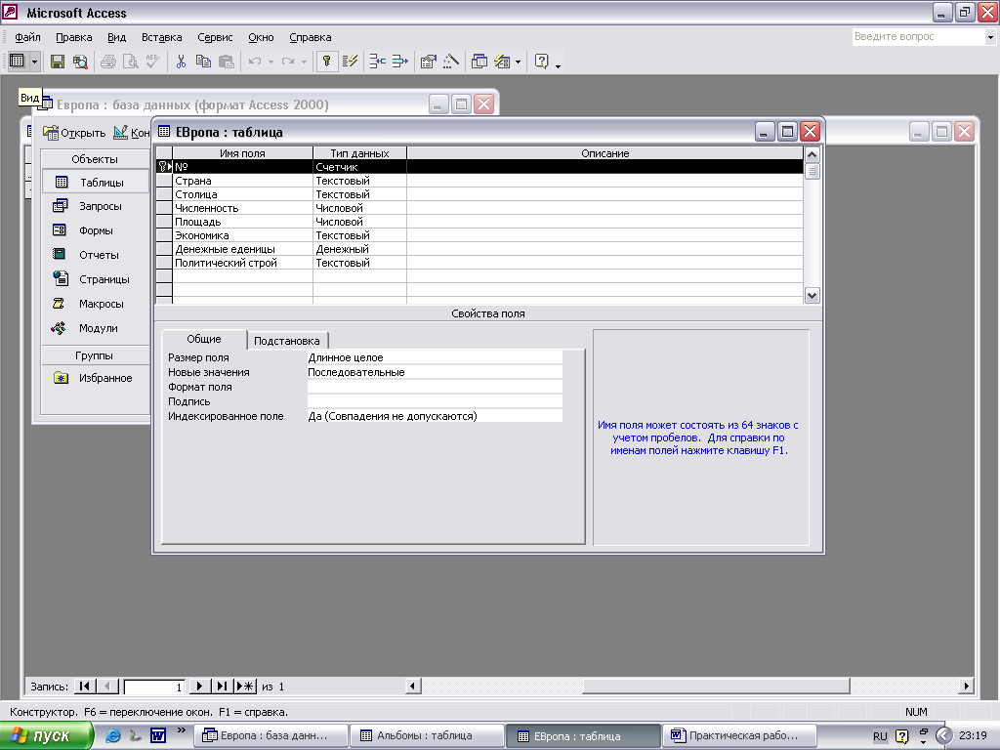 Microsoft Access
Файл Правка Вид Вставка Сервис Окно Справка
Введите вопрос
Вид
Европа : база данных (формат Access 2000)
Открыть Кон
Объекты
Таблицы
Запросы
Формы
Отчеты
Страницы
Макросы
Модули
Группы
Избранное
ЕВропа : таблица
Имя поля Тип данных Описание
№ Счетчик
Страна Текстовый
Столица Текстовый
Численность Числовой
Площадь Числовой
Экономика Текстовый
Денежные еденицы Денежный
Политический строй Текстовый
Свойства поля
Общие Подстановка
Размер поля Длинное целое
Новые значения Последовательные
Формат поля
Подпись
Индексированное поле Да (Совпадения не допускаются)
Имя поля может состоять из 64 знаков с
учетом пробелов. Для справки по
именам полей нажмите клавишу F1.
Запись: 1 из 1
Конструктор. F6 = переключение окон. F1 = справка. NUM
пуск Европа : база данн... Альбомы : таблица ЕВропа : таблица Практическая рабо... RU 23:19